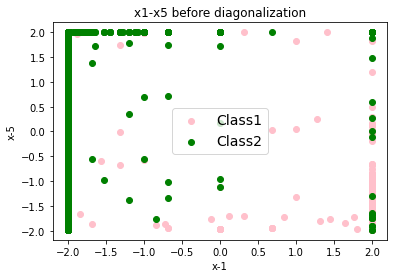 x1-x5 before diagonalization
2.0
1.5
1.0
0.5
0.0
−0.5
−1.0
−1.5
−2.0
x-5
Class1
Class2
−2.0 −1.5 −1.0 −0.5 0.0 0.5 1.0 1.5 2.0
x-1